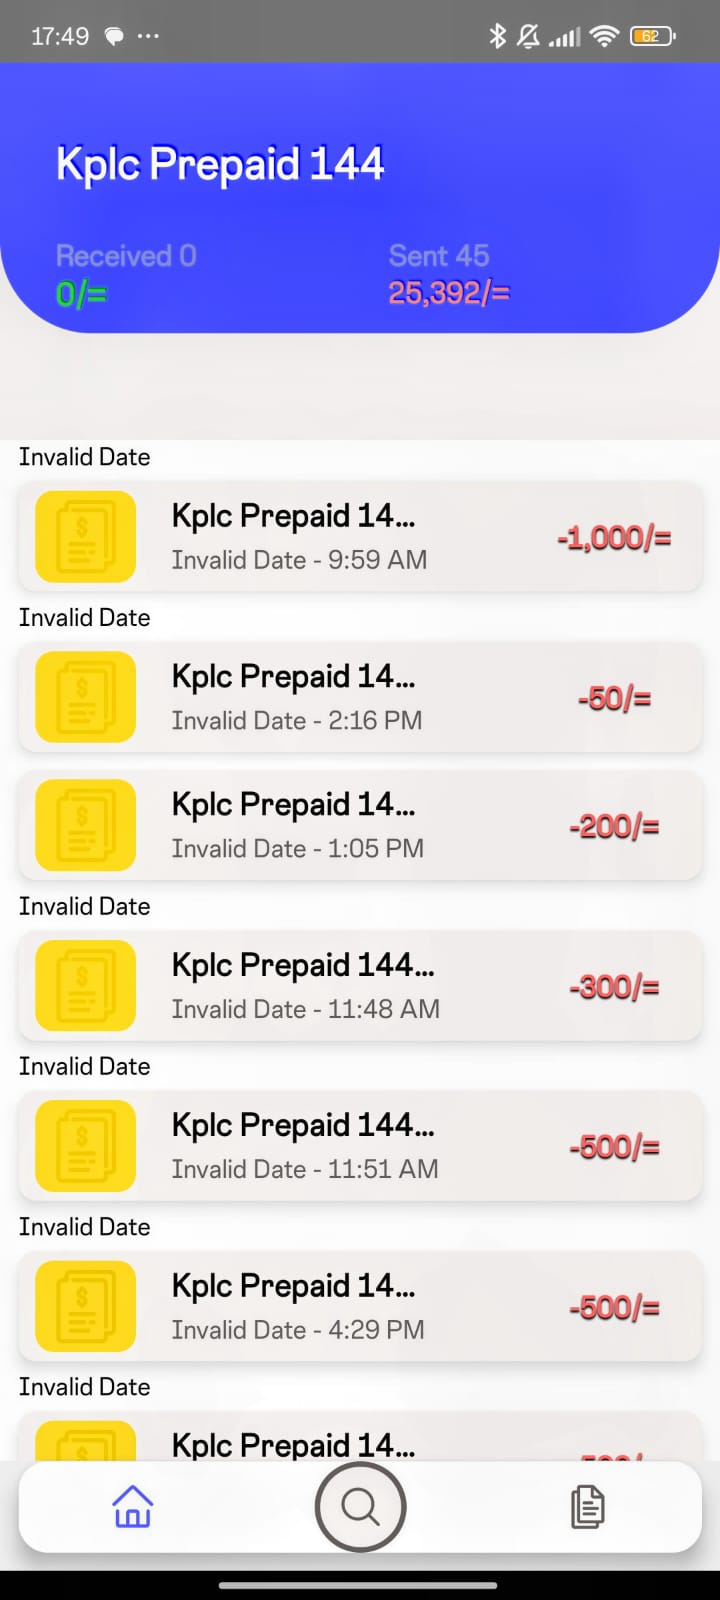 17:49
62
Kplc Prepaid 144
Received 0
0/=
Sent 45
25,392/=
Invalid Date
Kplc Prepaid 14...
Invalid Date - 9:59 AM
-1,000/=
Invalid Date
Kplc Prepaid 14...
Invalid Date - 2:16 PM
-50/=
Kplc Prepaid 14...
Invalid Date - 1:05 PM
-200/=
Invalid Date
Kplc Prepaid 144...
Invalid Date - 11:48 AM
-300/=
Invalid Date
Kplc Prepaid 144...
Invalid Date - 11:51 AM
-500/=
Invalid Date
Kplc Prepaid 14...
Invalid Date - 4:29 PM
-500/=
Invalid Date
Kplc Prepaid 14...